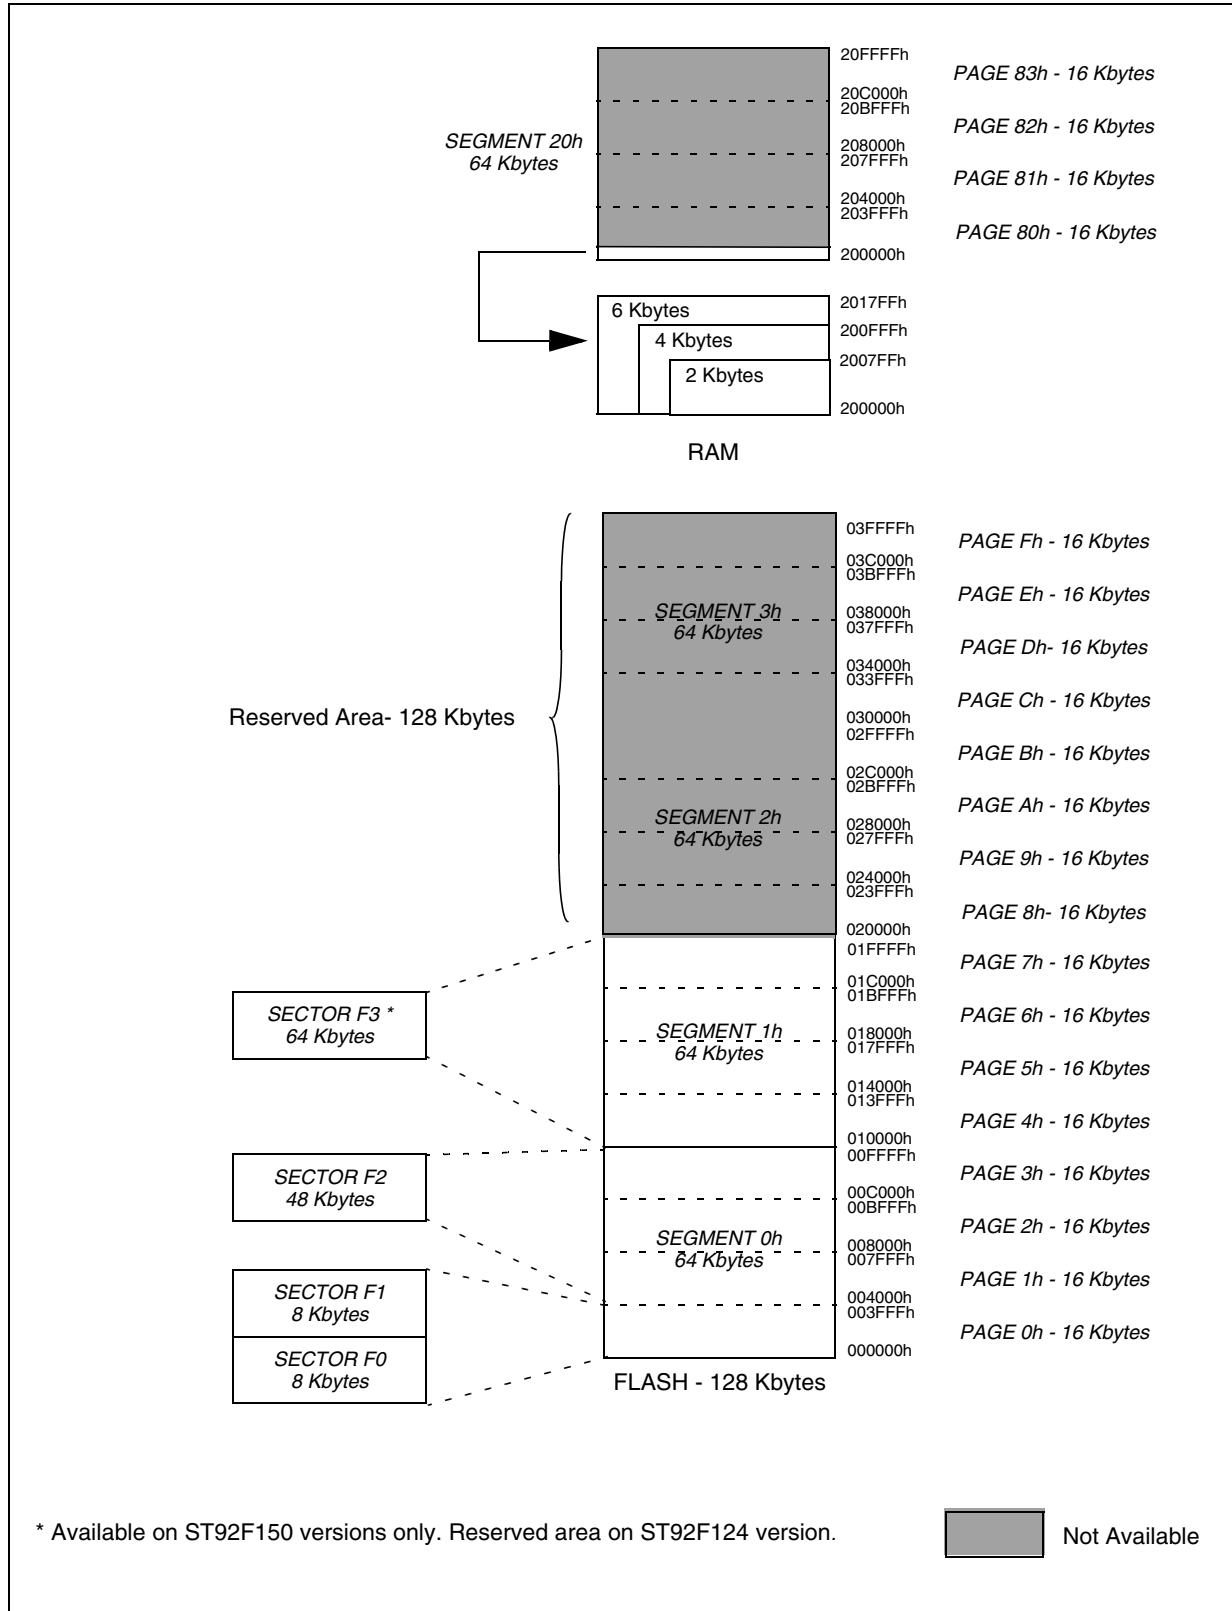 20FFFFh
PAGE 83h - 16 Kbytes
20C000h
20BFFFh
PAGE 82h - 16 Kbytes
SEGMENT 20h
64 Kbytes
208000h
207FFFh
PAGE 81h - 16 Kbytes
204000h
203FFFh
PAGE 80h - 16 Kbytes
200000h
6 Kbytes
2017FFh
4 Kbytes
200FFFh
2 Kbytes
2007FFh
200000h
RAM
03FFFFh
PAGE Fh - 16 Kbytes
03C000h
03BFFFh
PAGE Eh - 16 Kbytes
SEGMENT 3h
64 Kbytes
038000h
037FFFh
PAGE Dh- 16 Kbytes
034000h
033FFFh
PAGE Ch - 16 Kbytes
Reserved Area- 128 Kbytes
030000h
02FFFFh
PAGE Bh - 16 Kbytes
02C000h
02BFFFh
PAGE Ah - 16 Kbytes
SEGMENT 2h
64 Kbytes
028000h
027FFFh
PAGE 9h - 16 Kbytes
024000h
023FFFh
PAGE 8h- 16 Kbytes
020000h
01FFFFh
PAGE 7h - 16 Kbytes
01C000h
01BFFFh
SECTOR F3 *
64 Kbytes
PAGE 6h - 16 Kbytes
SEGMENT 1h
64 Kbytes
018000h
017FFFh
PAGE 5h - 16 Kbytes
014000h
013FFFh
PAGE 4h - 16 Kbytes
010000h
00FFFFh
SECTOR F2
48 Kbytes
PAGE 3h - 16 Kbytes
00C000h
00BFFFh
PAGE 2h - 16 Kbytes
SEGMENT 0h
64 Kbytes
008000h
007FFFh
PAGE 1h - 16 Kbytes
SECTOR F1
8 Kbytes
004000h
003FFFh
PAGE 0h - 16 Kbytes
SECTOR F0
8 Kbytes
000000h
FLASH - 128 Kbytes
* Available on ST92F150 versions only. Reserved area on ST92F124 version.
Not Available